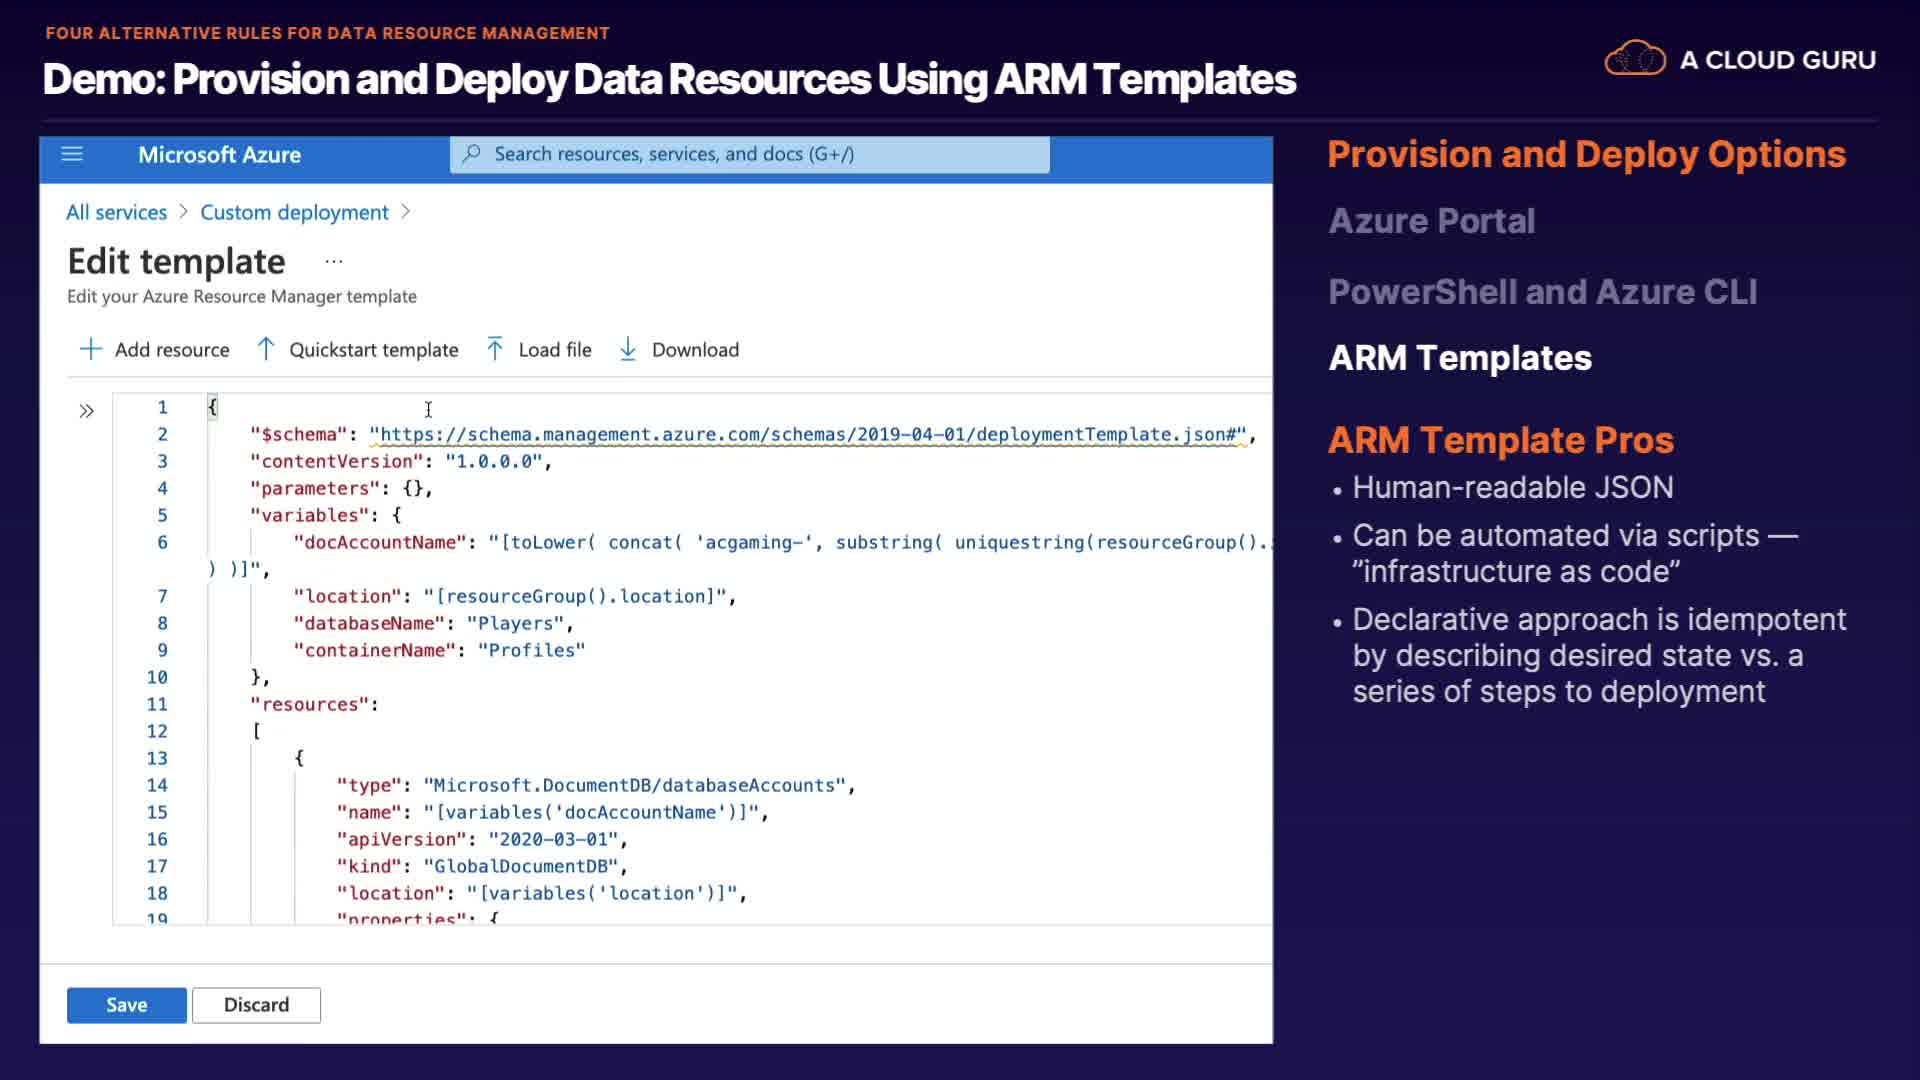 FOUR ALTERNATIVE RULES FOR DATA RESOURCE MANAGEMENT
Demo: Provision and Deploy Data Resources Using ARM Templates
A CLOUD GURU
Microsoft Azure
Search resources, services, and docs (G+/)
All services > Custom deployment >
Edit template ...
Edit your Azure Resource Manager template
Add resource
Quickstart template
Load file
Download
1 {
2 "$schema": "https://schema.management.azure.com/schemas/2019-04-01/deploymentTemplate.json#",
3 "contentVersion": "1.0.0.0",
4 "parameters": {},
5 "variables": {
6 "docAccountName": "[toLower( concat( 'acgaming-', substring( uniquestring(resourceGroup().
) )]",
7 "location": "[resourceGroup().location]",
8 "databaseName": "Players",
9 "containerName": "Profiles"
10 },
11 "resources":
12 [
13 {
14 "type": "Microsoft.DocumentDB/databaseAccounts",
15 "name": "[variables('docAccountName')]",
16 "apiVersion": "2020-03-01",
17 "kind": "GlobalDocumentDB",
18 "location": "[variables('location')]",
19 "properties": {
Save
Discard
Provision and Deploy Options
Azure Portal
PowerShell and Azure CLI
ARM Templates
ARM Template Pros
• Human-readable JSON
• Can be automated via scripts —
”infrastructure as code”
• Declarative approach is idempotent
by describing desired state vs. a
series of steps to deployment